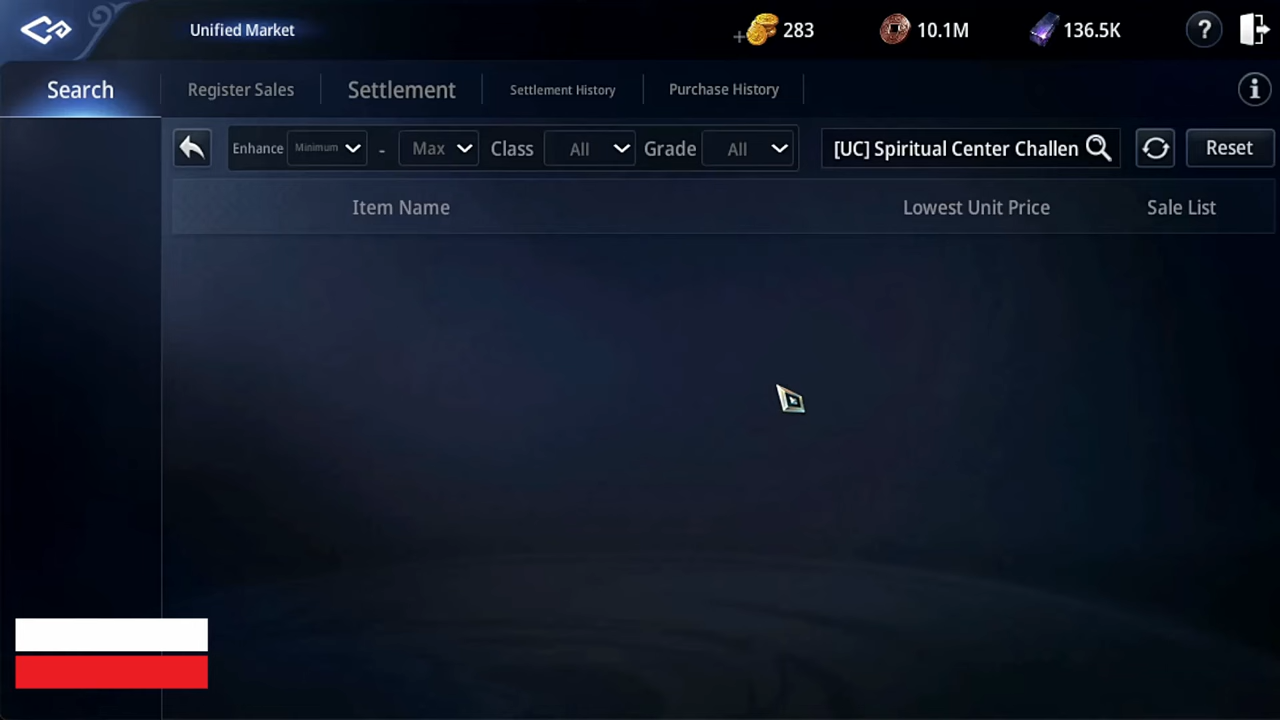 Unified Market
283
10.1M
136.5K
?
Search
Register Sales
Settlement
Settlement History
Purchase History
Enhance
Minimum
-
Max
Class
All
Grade
All
[UC] Spiritual Center Challen
Reset
Item Name
Lowest Unit Price
Sale List